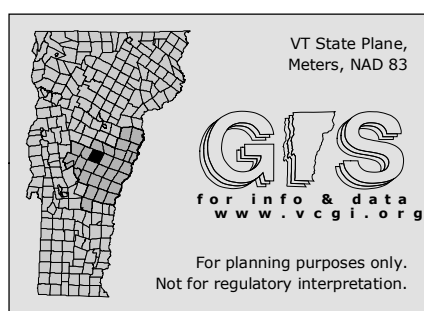 VT State Plane,
Meters, NAD 83
GIS
for info & data
www.vcgi.org
For planning purposes only.
Not for regulatory interpretation.